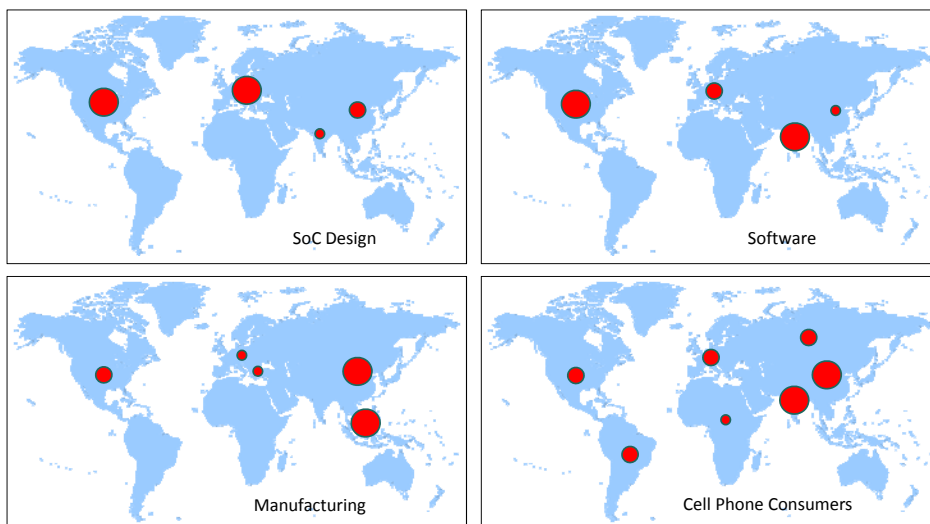 SoC Design
Software
Manufacturing
Cell Phone Consumers